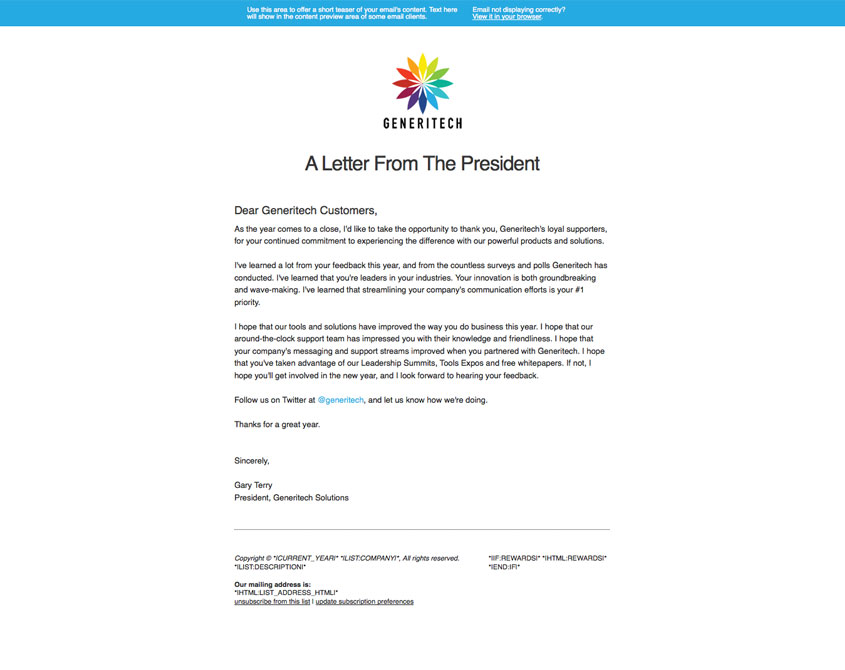 Use this area to offer a short teaser of your email's content. Text here
will show in the content preview area of some email clients.
Email not displaying correctly?
View it in your browser.
GENERITECH
A Letter From The President
Dear Generitech Customers,
As the year comes to a close, I'd like to take the opportunity to thank you, Generitech's loyal supporters,
for your continued commitment to experiencing the difference with our powerful products and solutions.
I've learned a lot from your feedback this year, and from the countless surveys and polls Generitech has
conducted. I've learned that you're leaders in your industries. Your innovation is both groundbreaking
and wave-making. I've learned that streamlining your company's communication efforts is your #1
priority.
I hope that our tools and solutions have improved the way you do business this year. I hope that our
around-the-clock support team has impressed you with their knowledge and friendliness. I hope that
your company's messaging and support streams improved when you partnered with Generitech. I hope
that you've taken advantage of our Leadership Summits, Tools Expos and free whitepapers. If not, I
hope you'll get involved in the new year, and I look forward to hearing your feedback.
Follow us on Twitter at @generitech, and let us know how we're doing.
Thanks for a great year.
Sincerely,
Gary Terry
President, Generitech Solutions
Copyright © *|CURRENT_YEAR|* *|LIST:COMPANY|*, All rights reserved.
*|LIST:DESCRIPTION|*
*|IF:REWARDS|* *|HTML:REWARDS|*
*|END:IF|*
Our mailing address is:
*|HTML:LIST_ADDRESS_HTML|*
unsubscribe from this list | update subscription preferences